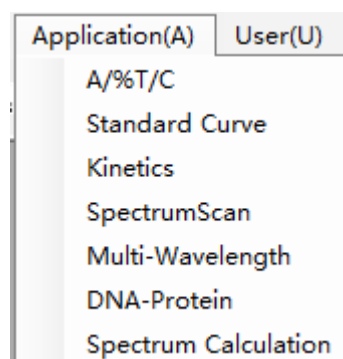 Application(A) User(U)
A/%T/C
Standard Curve
Kinetics
SpectrumScan
Multi-Wavelength
DNA-Protein
Spectrum Calculation